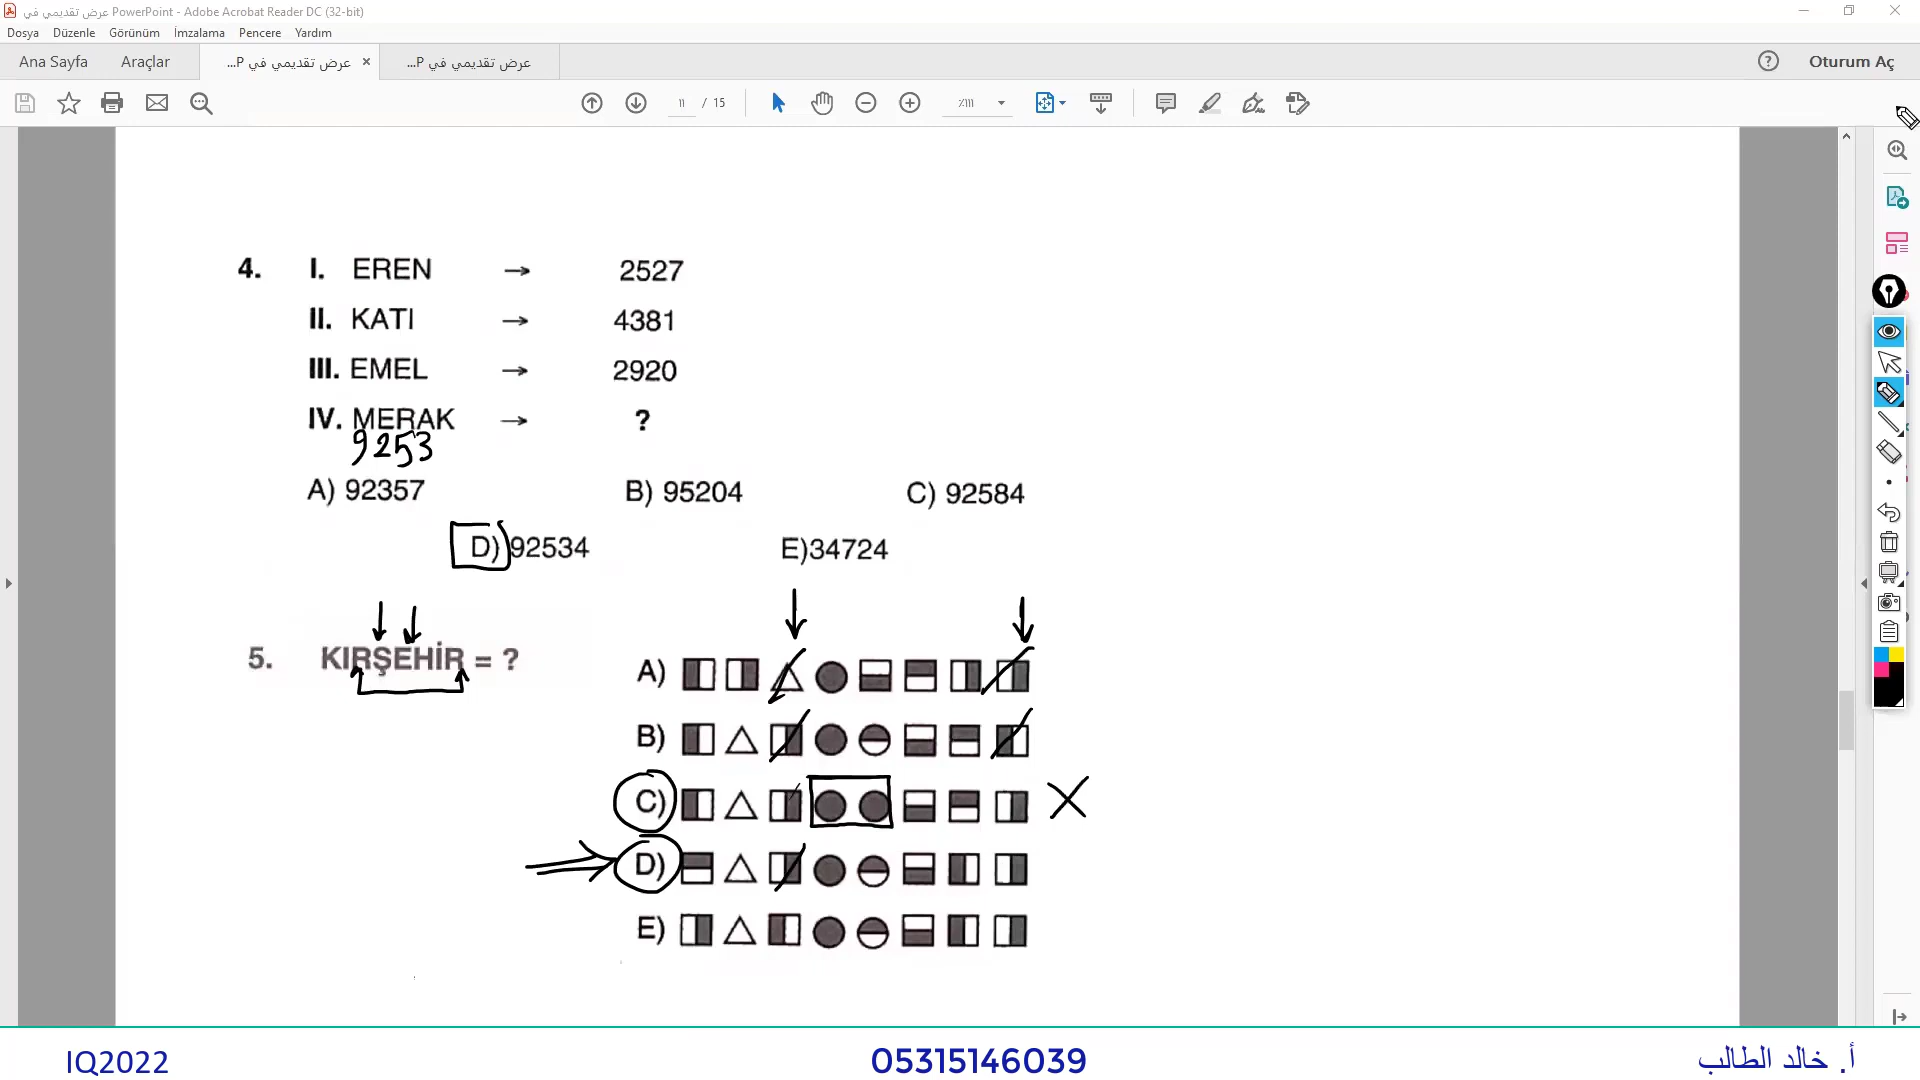 عرض تقديمي في PowerPoint - Adobe Acrobat Reader DC (32-bit)
Dosya Düzenle Görünüm İmzalama Pencere Yardım
Ana Sayfa Araçlar عرض تقديمي في P... عرض تقديمي في P... Oturum Aç
١١ / 15 ٪١١١
4. I. EREN → 2527
II. KATI → 4381
III. EMEL → 2920
IV. MERAK → ?
9253
A) 92357 B) 95204 C) 92584
D) 92534 E)34724
5. KIRŞEHİR = ?
A)
B)
C)
D)
E)
IQ2022 05315146039 أ. خالد الطالب